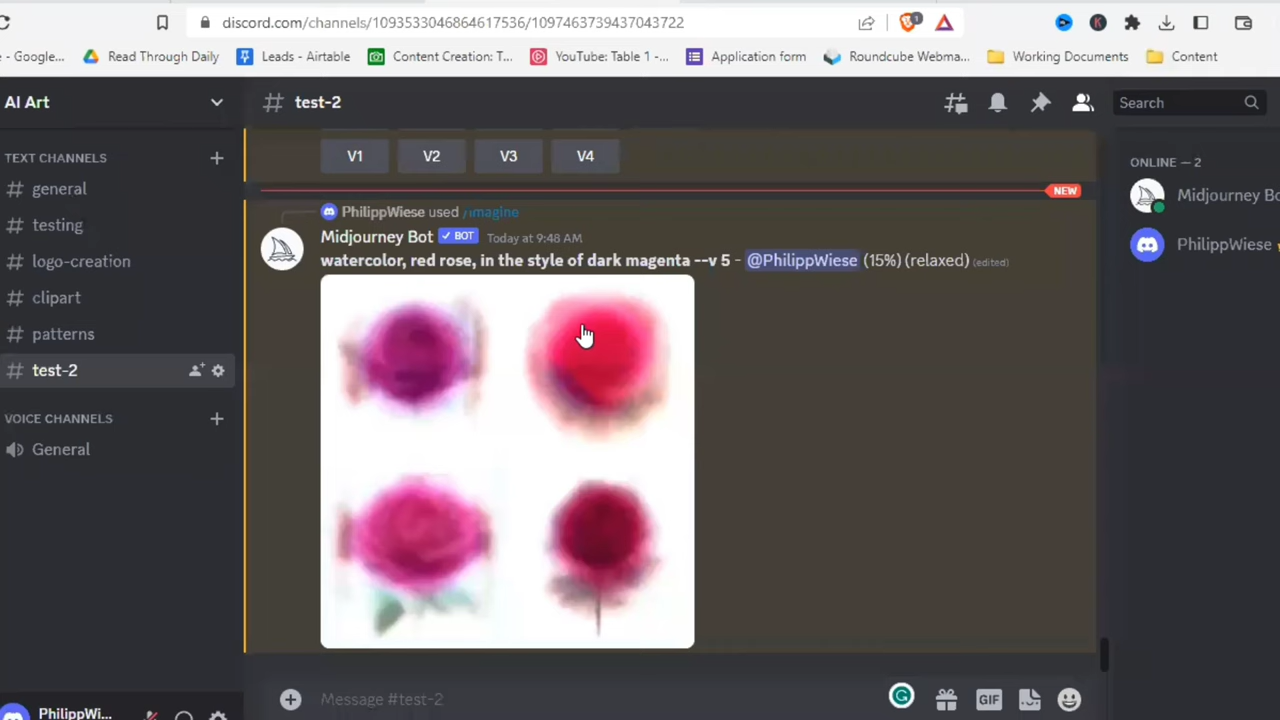 discord.com/channels/1093533046864617536/1097463739437043722
1
e - Google...
Read Through Daily
Leads - Airtable
Content Creation: T...
YouTube: Table 1 -...
Application form
Roundcube Webma...
Working Documents
Content
AI Art
test-2
Search
TEXT CHANNELS
general
testing
logo-creation
clipart
patterns
test-2
VOICE CHANNELS
General
PhilippWi...
V1 V2 V3 V4
NEW
PhilippWiese used /imagine
Midjourney Bot ✓ BOT Today at 9:48 AM
watercolor, red rose, in the style of dark magenta --v 5 - @PhilippWiese (15%) (relaxed) (edited)
Message #test-2
GIF
ONLINE — 2
Midjourney Bo
PhilippWiese